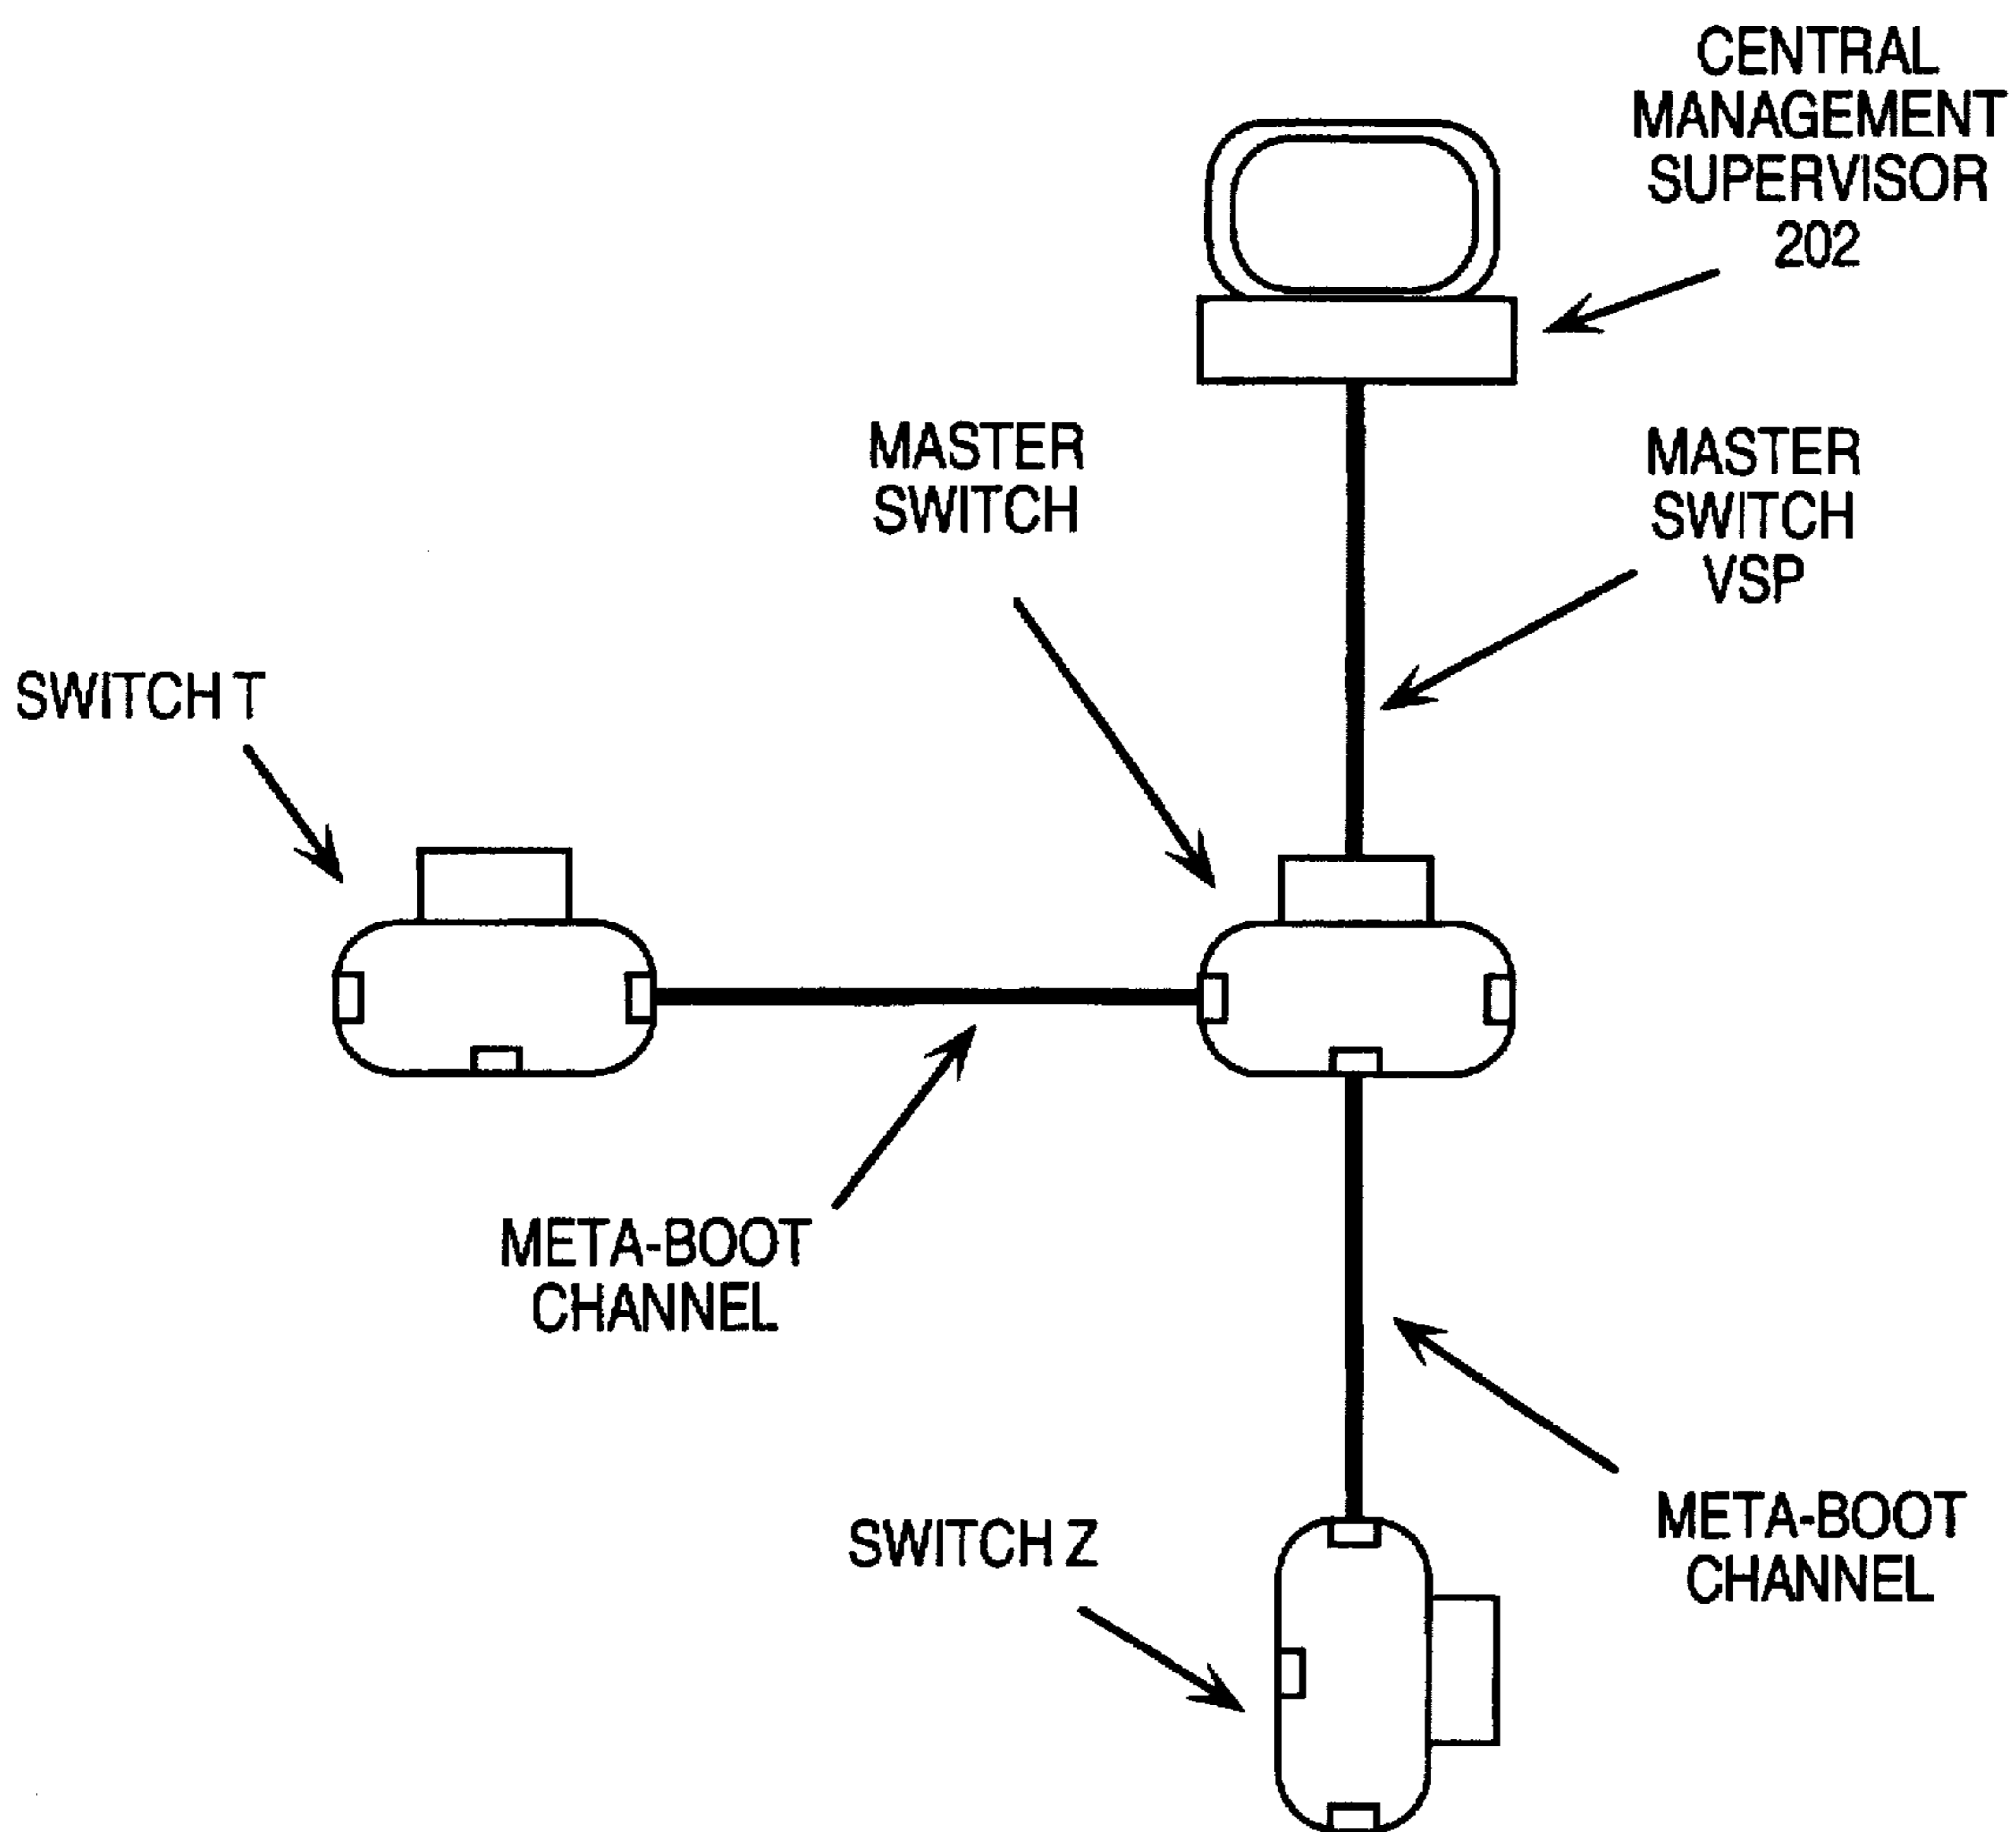 CENTRAL
MANAGEMENT
SUPERVISOR
202
MASTER
SWITCH
MASTER
SWITCH
VSP
SWITCH T
META-BOOT
CHANNEL
SWITCH Z
META-BOOT
CHANNEL